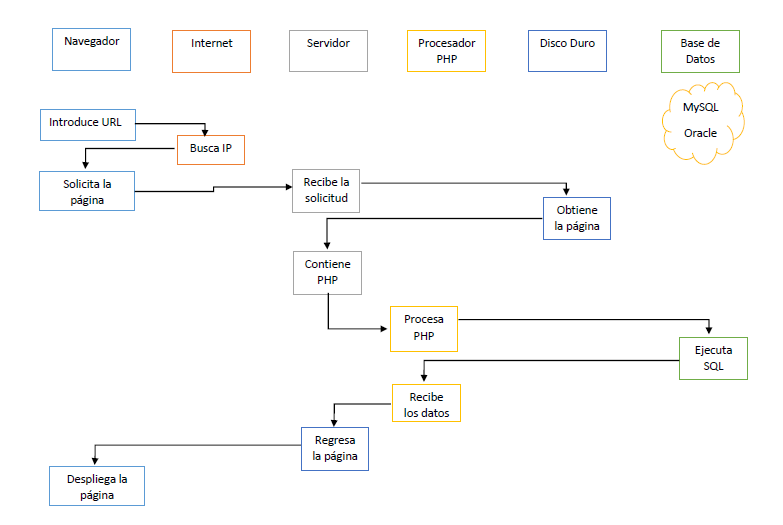 Navegador
Internet
Servidor
Procesador
PHP
Disco Duro
Base de
Datos
MySQL
Oracle
Introduce URL
Busca IP
Solicita la
página
Recibe la
solicitud
Obtiene
la página
Contiene
PHP
Procesa
PHP
Ejecuta
SQL
Recibe
los datos
Regresa
la página
Despliega la
página